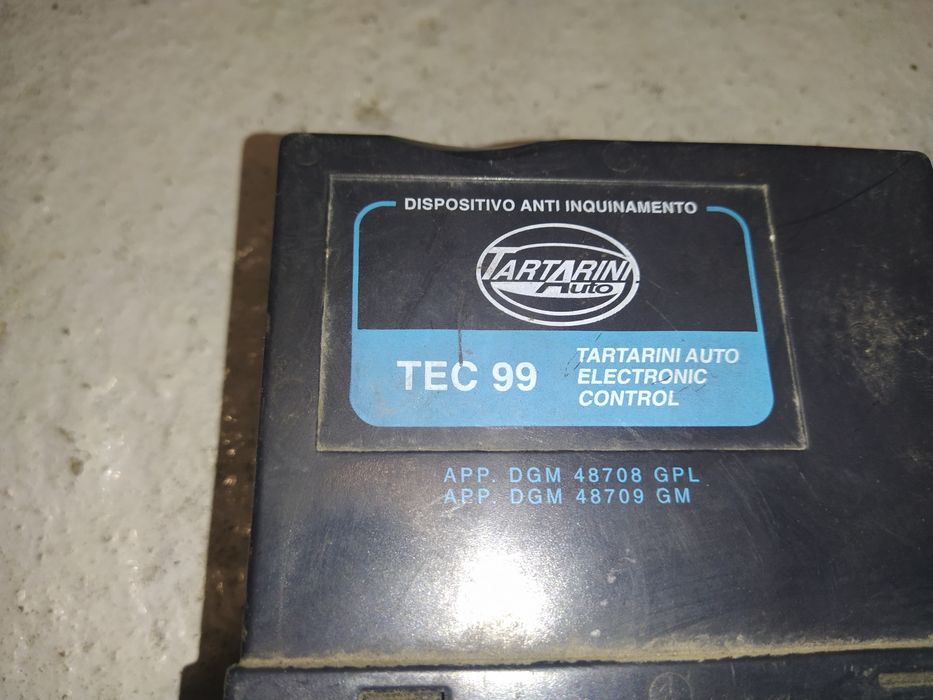 DISPOSITIVO ANTI INQUINAMENTO
TARTARINI
Auto
TEC 99
TARTARINI AUTO
ELECTRONIC
CONTROL
APP. DGM 48708 GPL
APP. DGM 48709 GM